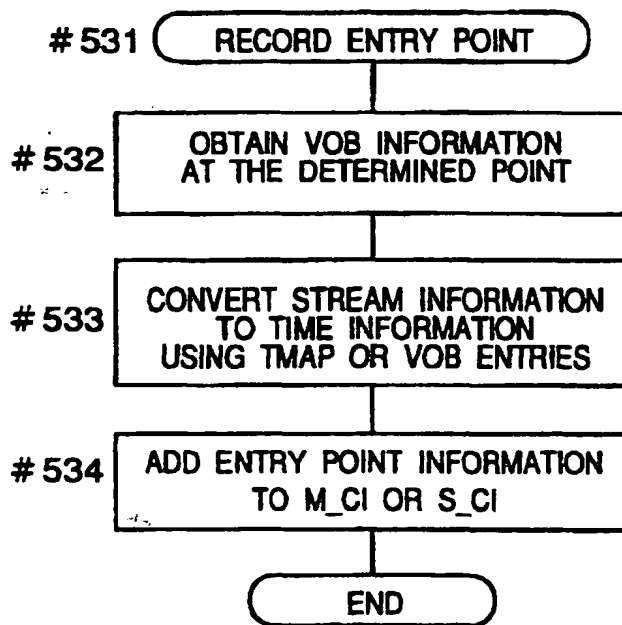 #531 RECORD ENTRY POINT
OBTAIN VOB INFORMATION
#532 AT THE DETERMINED POINT
CONVERT STREAM INFORMATION
#533 TO TIME INFORMATION
USING TMAP OR VOB ENTRIES
#534 ADD ENTRY POINT INFORMATION
TO M_CI OR S_CI
END